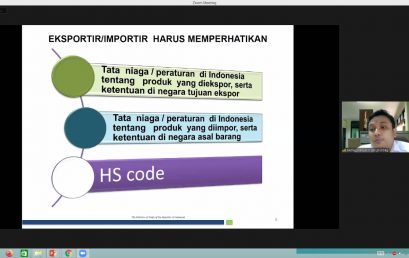 Zoom Meeting
EKSPORTIR/IMPORTIR HARUS MEMPERHATIKAN
Tata niaga / peraturan di Indonesia
tentang produk yang diekspor, serta
ketentuan di negara tujuan ekspor
Tata niaga / peraturan di Indonesia
tentang produk yang diimpor, serta
ketentuan di negara asal barang
HS code
The Ministry of Trade of the Republic of Indonesia